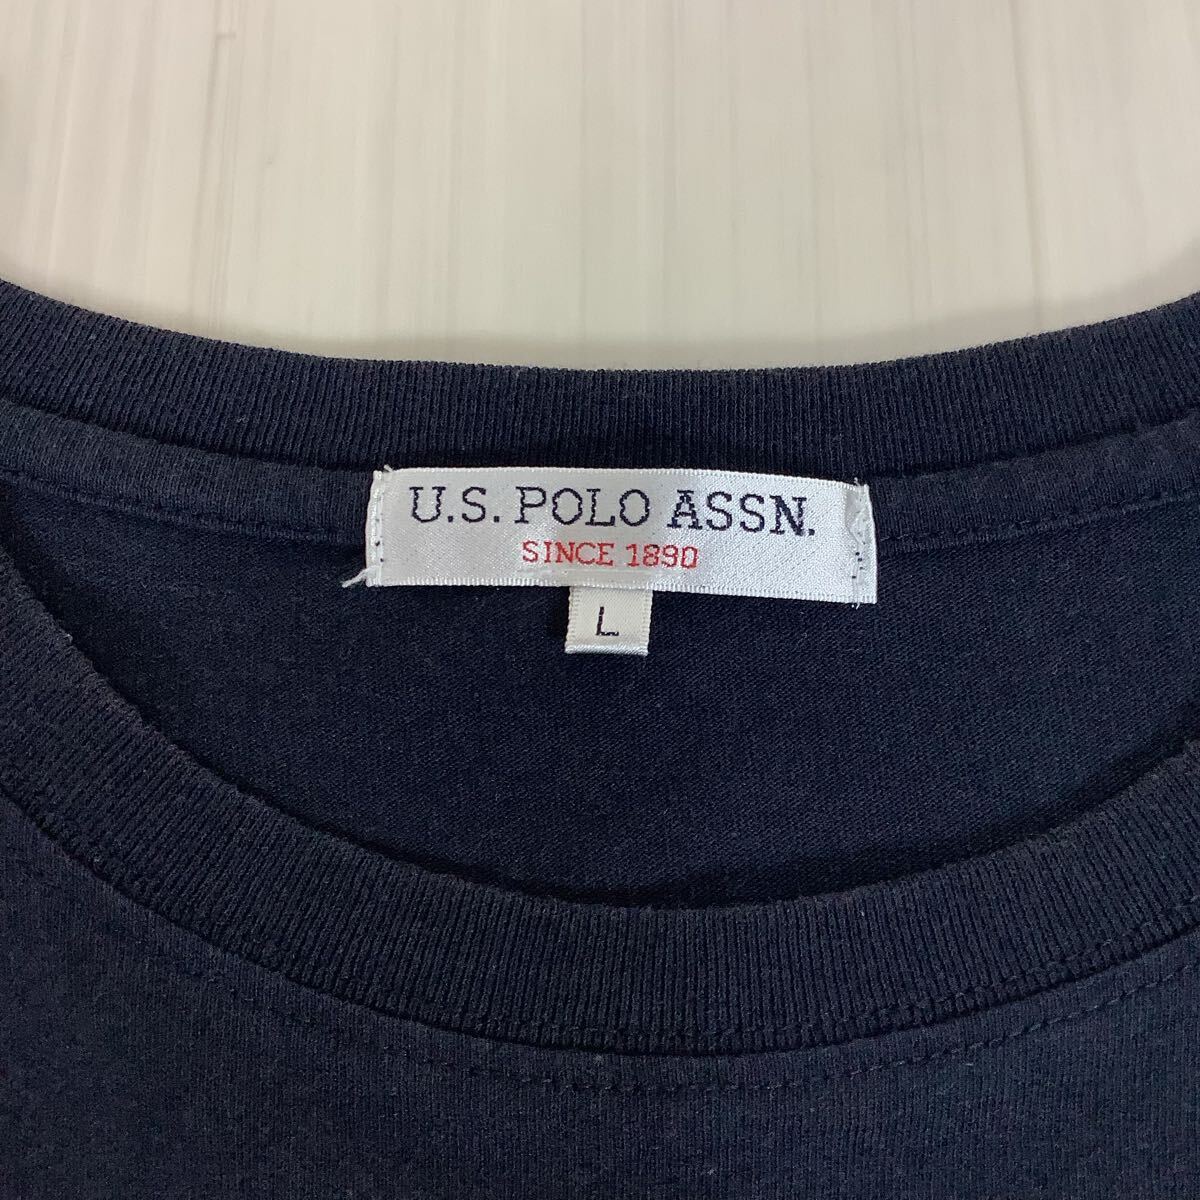 U.S. POLO ASSN.
SINCE 1890
L